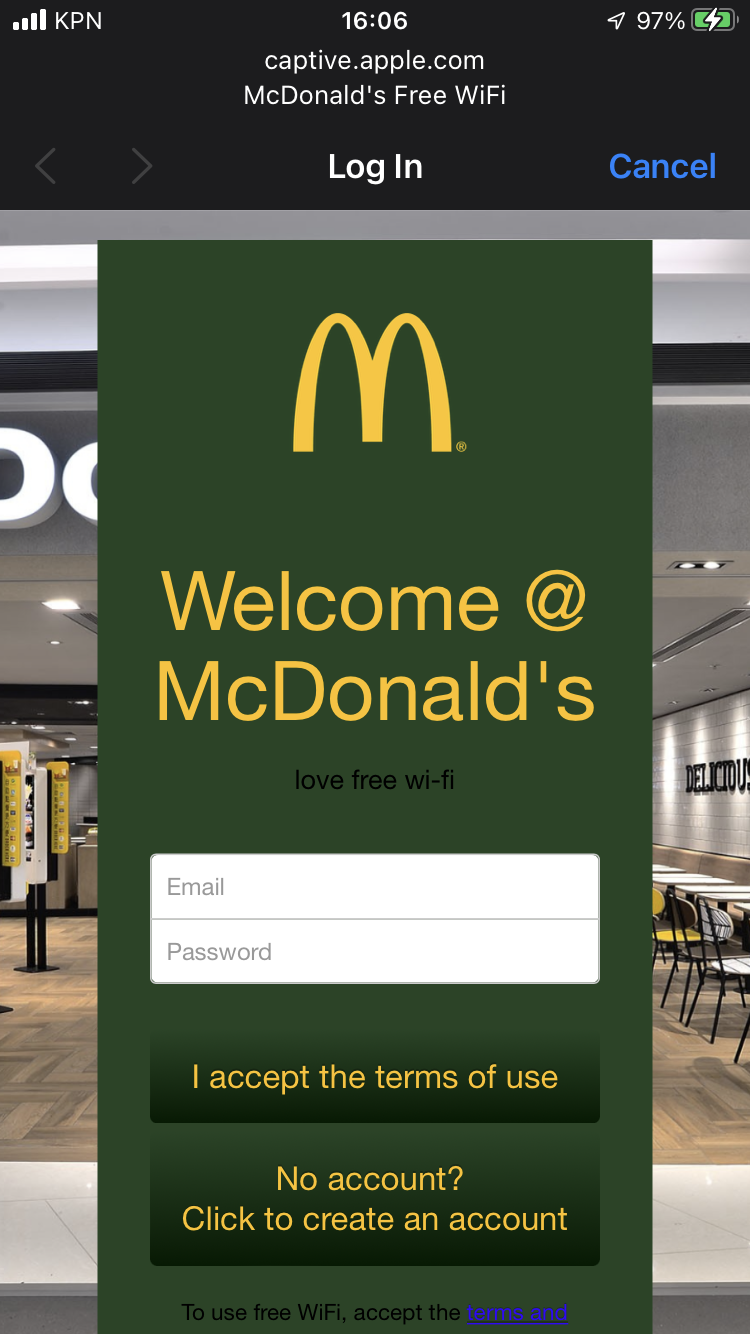 KPN 16:06 97%
captive.apple.com
McDonald's Free WiFi
Log In Cancel
®
Welcome @
McDonald's
love free wi-fi
DELICIOUS
Email
Password
I accept the terms of use
No account?
Click to create an account
To use free WiFi, accept the terms and